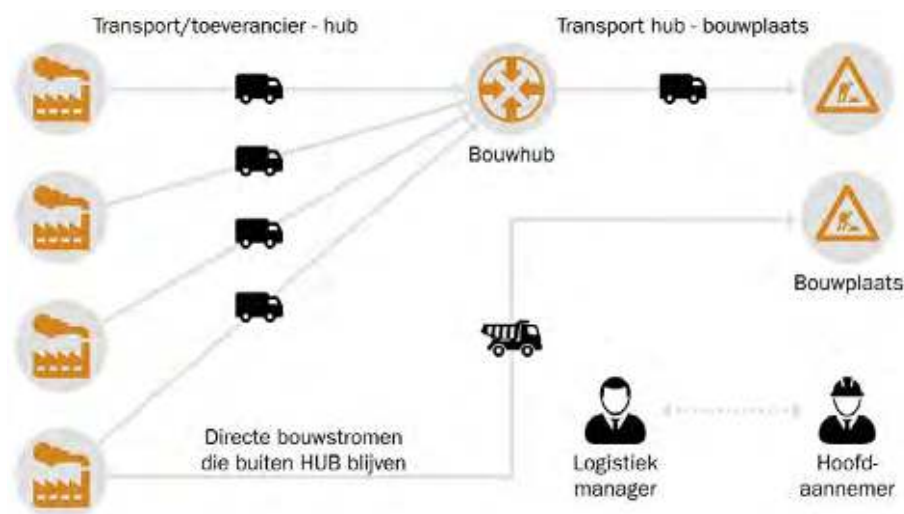 Transport/toeverancier - hub
Transport hub - bouwplaats
Bouwhub
Bouwplaats
Directe bouwstromen
die buiten HUB blijven
Logistiek
manager
Hoofd-
aannemer